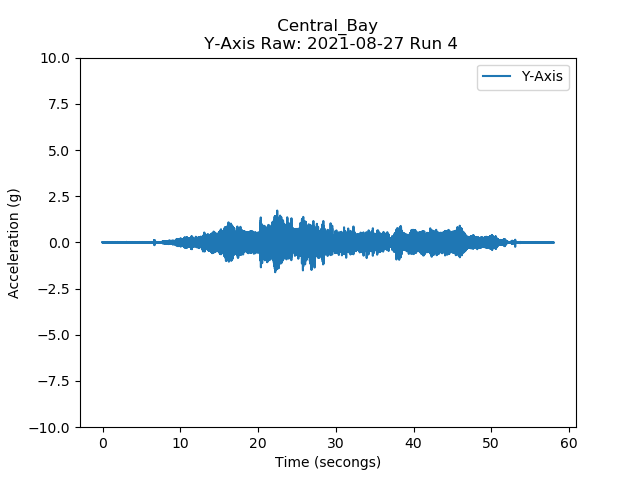 Central_Bay
Y-Axis Raw: 2021-08-27 Run 4
Y-Axis
10.0
7.5
5.0
2.5
0.0
−2.5
−5.0
−7.5
−10.0
Acceleration (g)
0 10 20 30 40 50 60
Time (secongs)